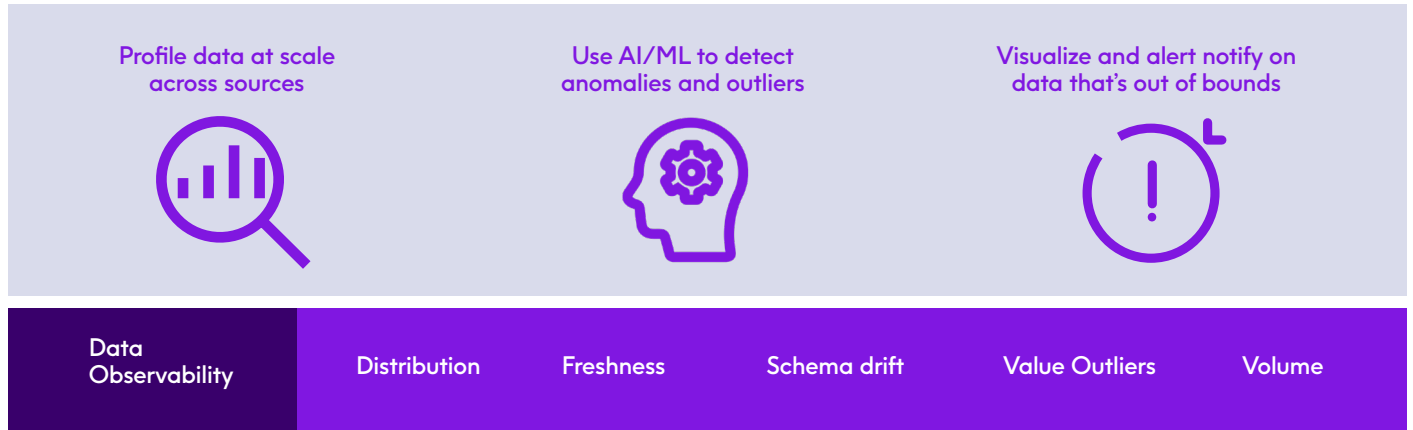 Profile data at scale
across sources
Use AI/ML to detect
anomalies and outliers
Visualize and alert notify on
data that's out of bounds
Data
Observability
Distribution
Freshness
Schema drift
Value Outliers
Volume